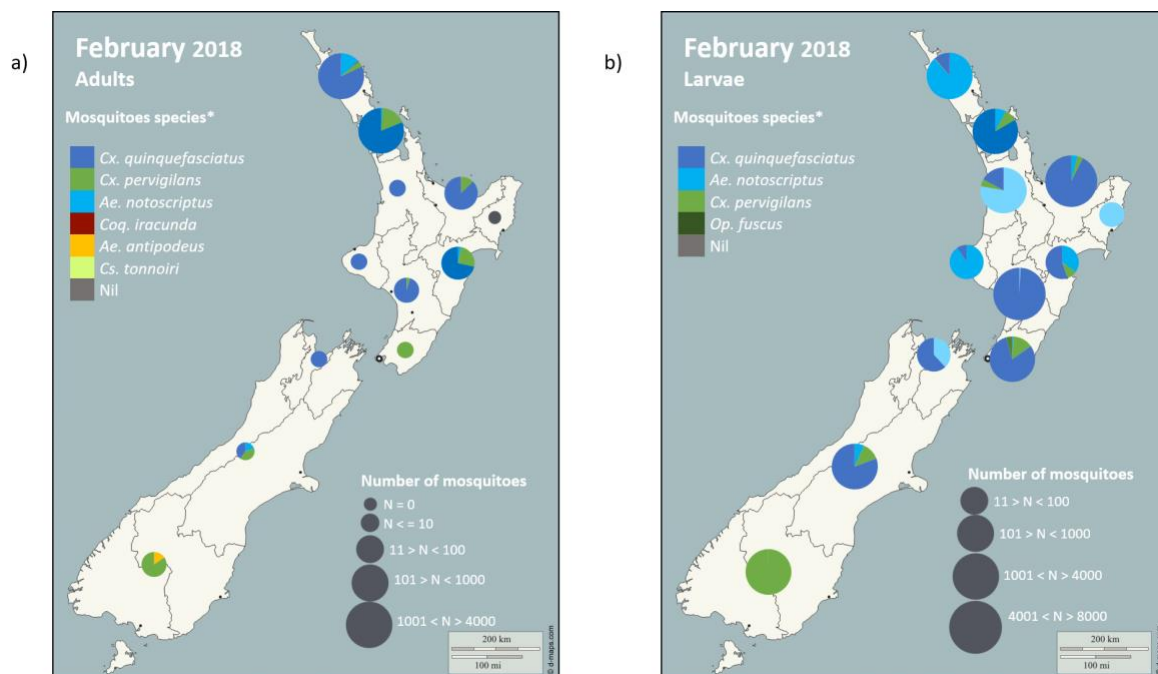 a)
February 2018
Adults
Mosquitoes species*
Cx. quinquefasciatus
Cx. pervigilans
Ae. notoscriptus
Coq. iracunda
Ae. antipodeus
Cs. tonnoiri
Nil
Number of mosquitoes
N = 0
N < = 10
11 > N < 100
101 > N < 1000
1001 < N > 4000
200 km
100 mi
© d-maps.com
b)
February 2018
Larvae
Mosquitoes species*
Cx. quinquefasciatus
Ae. notoscriptus
Cx. pervigilans
Op. fuscus
Nil
Number of mosquitoes
11 > N < 100
101 > N < 1000
1001 < N > 4000
4001 < N > 8000
200 km
100 mi
© d-maps.com